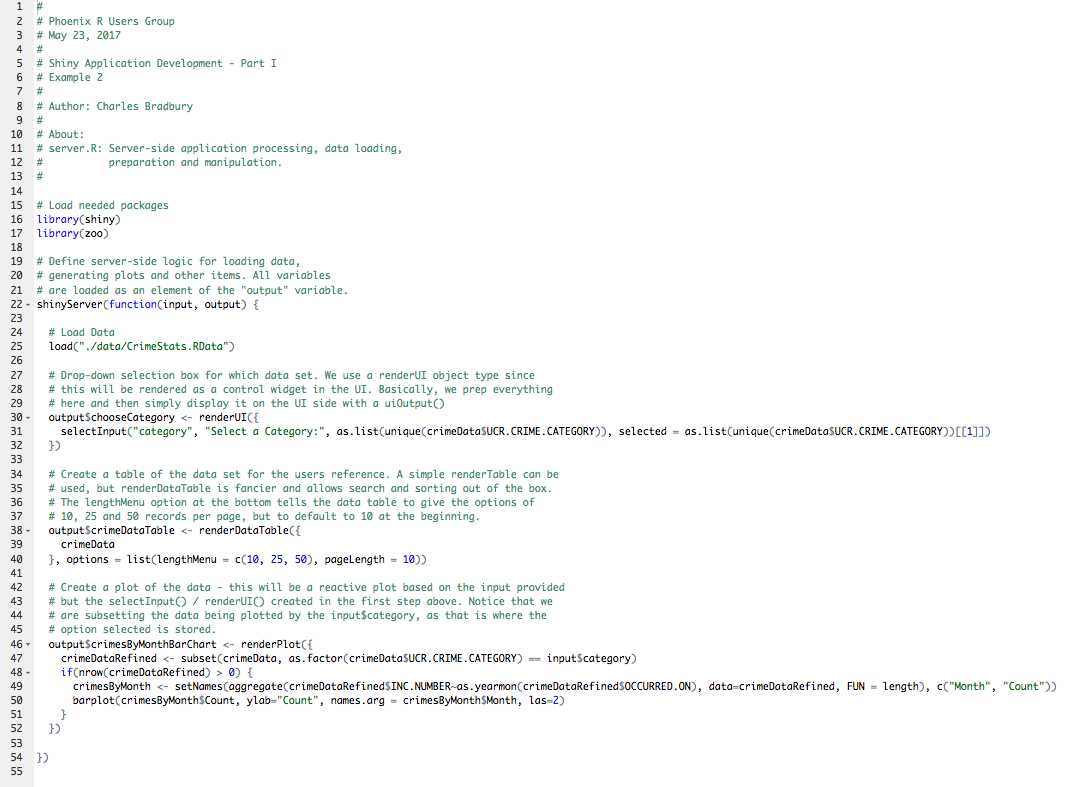 1 #
2 # Phoenix R Users Group
3 # May 23, 2017
4 #
5 # Shiny Application Development - Part I
6 # Example 2
7 #
8 # Author: Charles Bradbury
9 #
10 # About:
11 # server.R: Server-side application processing, data loading,
12 #           preparation and manipulation.
13 #
14
15 # Load needed packages
16 library(shiny)
17 library(zoo)
18
19 # Define server-side logic for loading data,
20 # generating plots and other items. All variables
21 # are loaded as an element of the "output" variable.
22 shinyServer(function(input, output) {
23
24   # Load Data
25   load("./data/CrimeStats.RData")
26
27   # Drop-down selection box for which data set. We use a renderUI object type since
28   # this will be rendered as a control widget in the UI. Basically, we prep everything
29   # here and then simply display it on the UI side with a uiOutput()
30   output$chooseCategory <- renderUI({
31     selectInput("category", "Select a Category:", as.list(unique(crimeData$UCR.CRIME.CATEGORY)), selected = as.list(unique(crimeData$UCR.CRIME.CATEGORY))[[1]])
32   })
33
34   # Create a table of the data set for the users reference. A simple renderTable can be
35   # used, but renderDataTable is fancier and allows search and sorting out of the box.
36   # The lengthMenu option at the bottom tells the data table to give the options of
37   # 10, 25 and 50 records per page, but to default to 10 at the beginning.
38   output$crimeDataTable <- renderDataTable({
39     crimeData
40   }, options = list(lengthMenu = c(10, 25, 50), pageLength = 10))
41
42   # Create a plot of the data - this will be a reactive plot based on the input provided
43   # but the selectInput() / renderUI() created in the first step above. Notice that we
44   # are subsetting the data being plotted by the input$category, as that is where the
45   # option selected is stored.
46   output$crimesByMonthBarChart <- renderPlot({
47     crimeDataRefined <- subset(crimeData, as.factor(crimeData$UCR.CRIME.CATEGORY) == input$category)
48     if(nrow(crimeDataRefined) > 0) {
49       crimesByMonth <- setNames(aggregate(crimeDataRefined$INC.NUMBER~as.yearmon(crimeDataRefined$OCCURRED.ON), data=crimeDataRefined, FUN = length), c("Month", "Count"))
50       barplot(crimesByMonth$Count, ylab="Count", names.arg = crimesByMonth$Month, las=2)
51     }
52   })
53
54 })
55